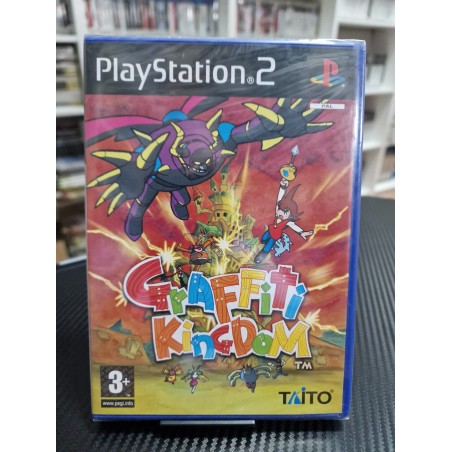 PlayStation®2
PAL
GRAFFiTi
KingDOM
TM
3+
www.pegi.info
TAITO